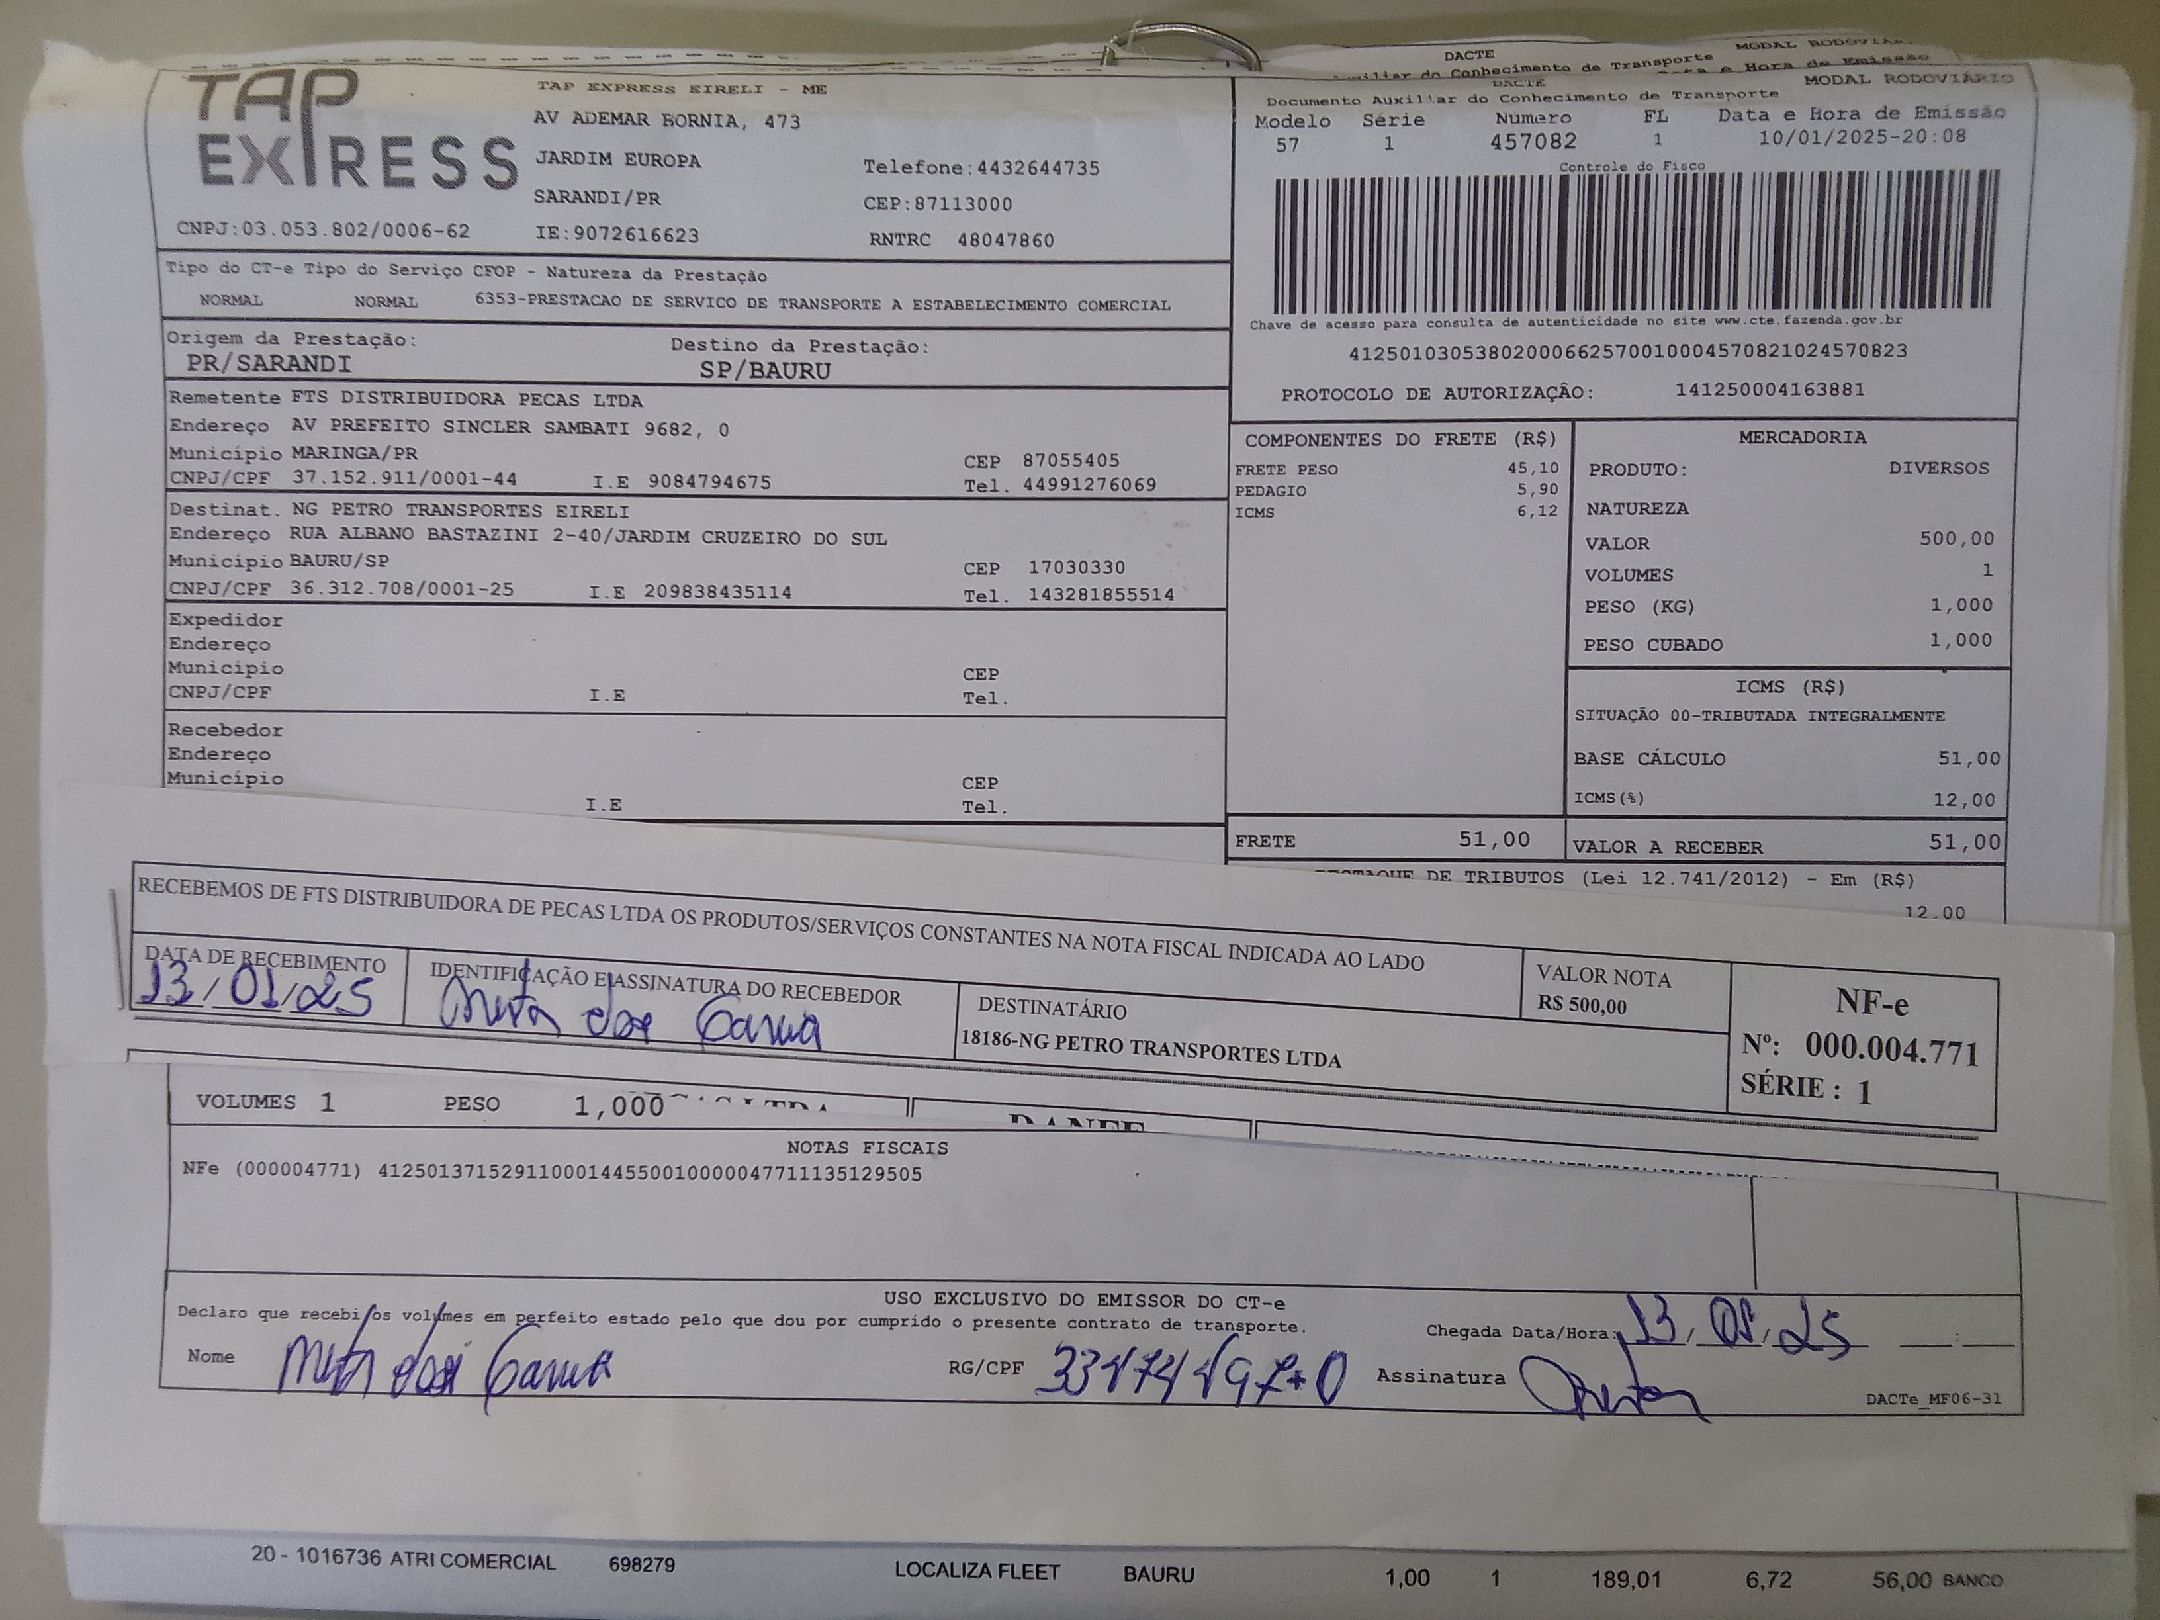 TAP EXPRESS
TAP EXPRESS EIRELI - ME
AV ADEMAR BORNIA, 473
JARDIM EUROPA
Telefone:4432644735
SARANDI/PR
CEP:87113000
CNPJ:03.053.802/0006-62
IE:9072616623
RNTRC 48047860
DACTE MODAL RODOVIÁRIO
Documento Auxiliar do Conhecimento de Transporte
Modelo Série Numero FL Data e Hora de Emissão
57 1 457082 1 10/01/2025-20:08
Controle do Fisco
Chave de acesso para consulta de autenticidade no site www.cte.fazenda.gov.br
41250103053802000662570010004570821024570823
PROTOCOLO DE AUTORIZAÇÂO: 141250004163881
Tipo do CT-e Tipo do Serviço CFOP - Natureza da Prestação
NORMAL NORMAL 6353-PRESTACAO DE SERVICO DE TRANSPORTE A ESTABELECIMENTO COMERCIAL
Origem da Prestação: Destino da Prestação:
PR/SARANDI SP/BAURU
Remetente FTS DISTRIBUIDORA PECAS LTDA
Endereço AV PREFEITO SINCLER SAMBATI 9682, 0
Município MARINGA/PR CEP 87055405
CNPJ/CPF 37.152.911/0001-44 I.E 9084794675 Tel. 44991276069
Destinat. NG PETRO TRANSPORTES EIRELI
Endereço RUA ALBANO BASTAZINI 2-40/JARDIM CRUZEIRO DO SUL
Município BAURU/SP CEP 17030330
CNPJ/CPF 36.312.708/0001-25 I.E 209838435114 Tel. 143281855514
Expedidor
Endereço
Município CEP
CNPJ/CPF I.E Tel.
Recebedor
Endereço
Município CEP
I.E Tel.
COMPONENTES DO FRETE (R$)
FRETE PESO 45,10
PEDAGIO 5,90
ICMS 6,12
FRETE 51,00
MERCADORIA
PRODUTO: DIVERSOS
NATUREZA
VALOR 500,00
VOLUMES 1
PESO (KG) 1,000
PESO CUBADO 1,000
ICMS (R$)
SITUAÇÃO 00-TRIBUTADA INTEGRALMENTE
BASE CÁLCULO 51,00
ICMS(%) 12,00
VALOR A RECEBER 51,00
DE TRIBUTOS (Lei 12.741/2012) - Em (R$)
12.00
RECEBEMOS DE FTS DISTRIBUIDORA DE PECAS LTDA OS PRODUTOS/SERVIÇOS CONSTANTES NA NOTA FISCAL INDICADA AO LADO
DATA DE RECEBIMENTO
13/01/25
IDENTIFICAÇÃO E ASSINATURA DO RECEBEDOR
DESTINATÁRIO
18186-NG PETRO TRANSPORTES LTDA
VALOR NOTA
R$ 500,00
NF-e
Nº: 000.004.771
SÉRIE : 1
VOLUMES 1 PESO 1,000
NOTAS FISCAIS
NFe (000004771) 41250137152911000144550010000047711135129505
USO EXCLUSIVO DO EMISSOR DO CT-e
Declaro que recebi os volumes em perfeito estado pelo que dou por cumprido o presente contrato de transporte.
Chegada Data/Hora: 13/01/25
Nome
RG/CPF
Assinatura
DACTe_MF06-31
20 - 1016736 ATRI COMERCIAL 698279 LOCALIZA FLEET BAURU 1,00 1 189,01 6,72 56,00 BANCO